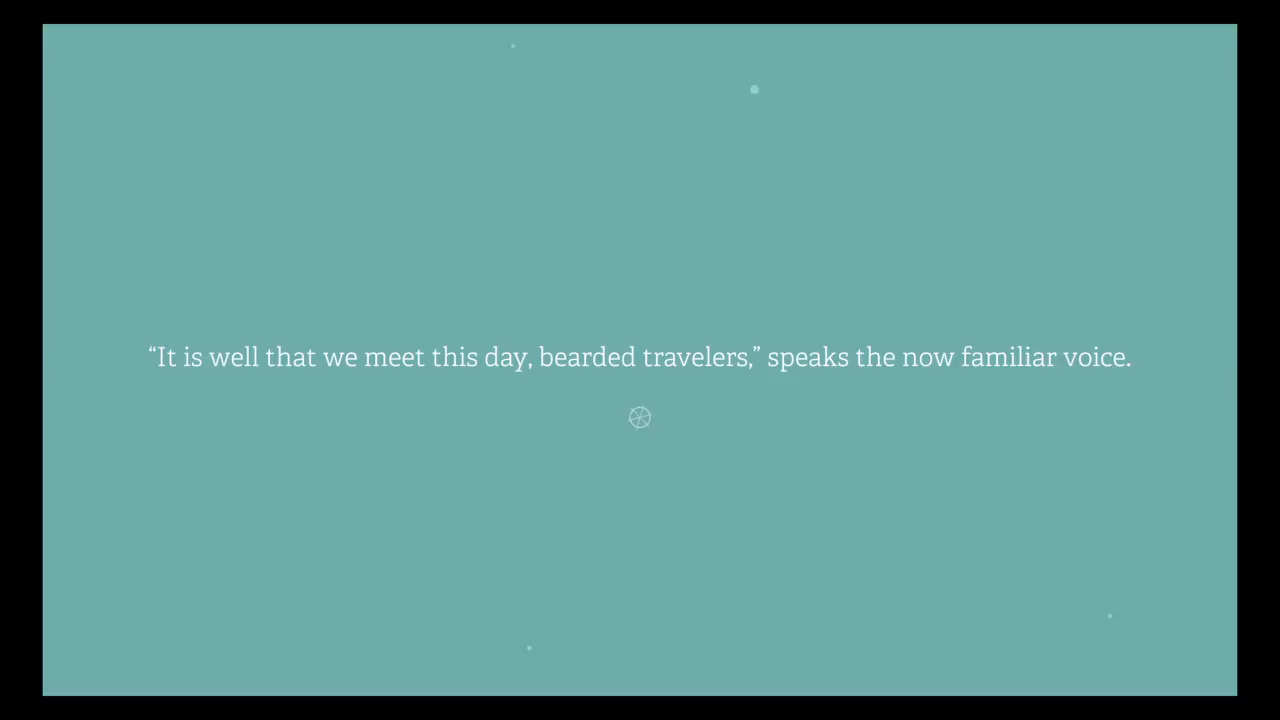 “It is well that we meet this day, bearded travelers,” speaks the now familiar voice.